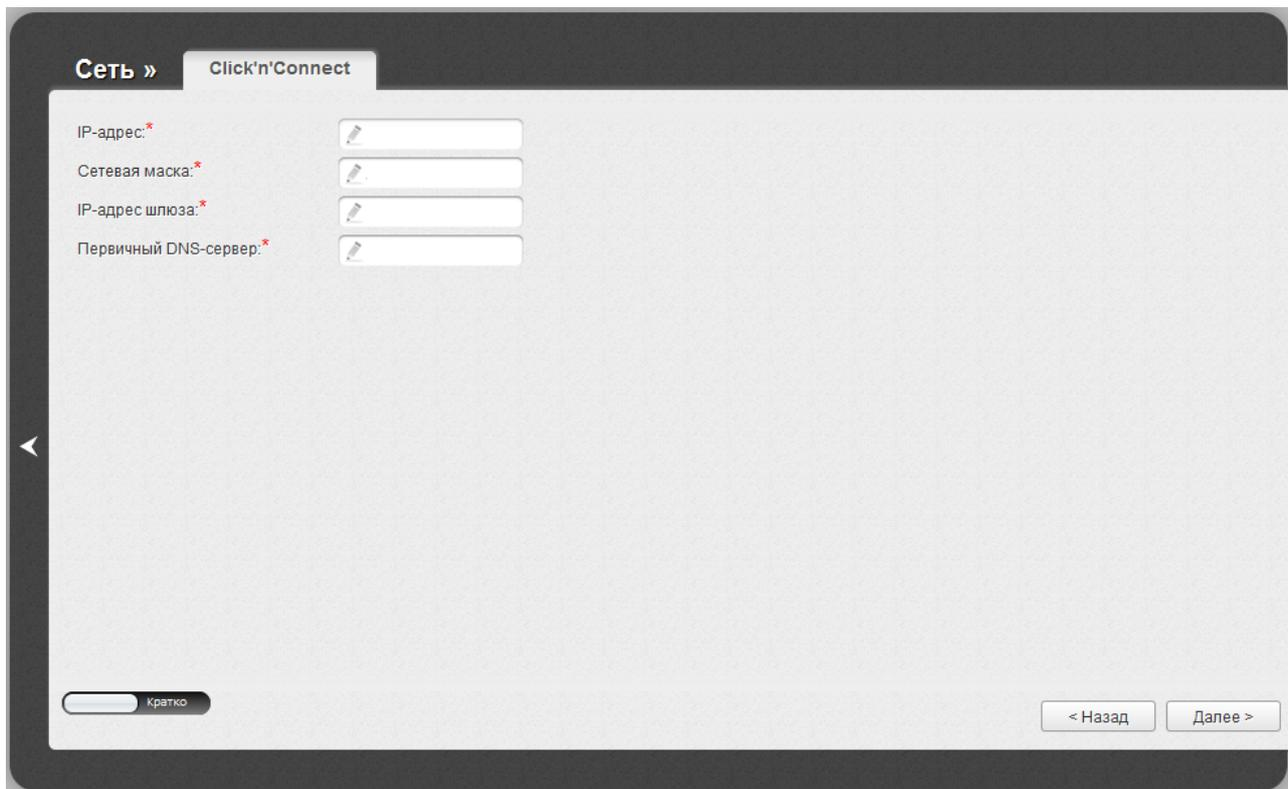 Сеть » Click'n'Connect
IP-адрес:*
Сетевая маска:*
IP-адрес шлюза:*
Первичный DNS-сервер:*
Кратко
< Назад Далее >